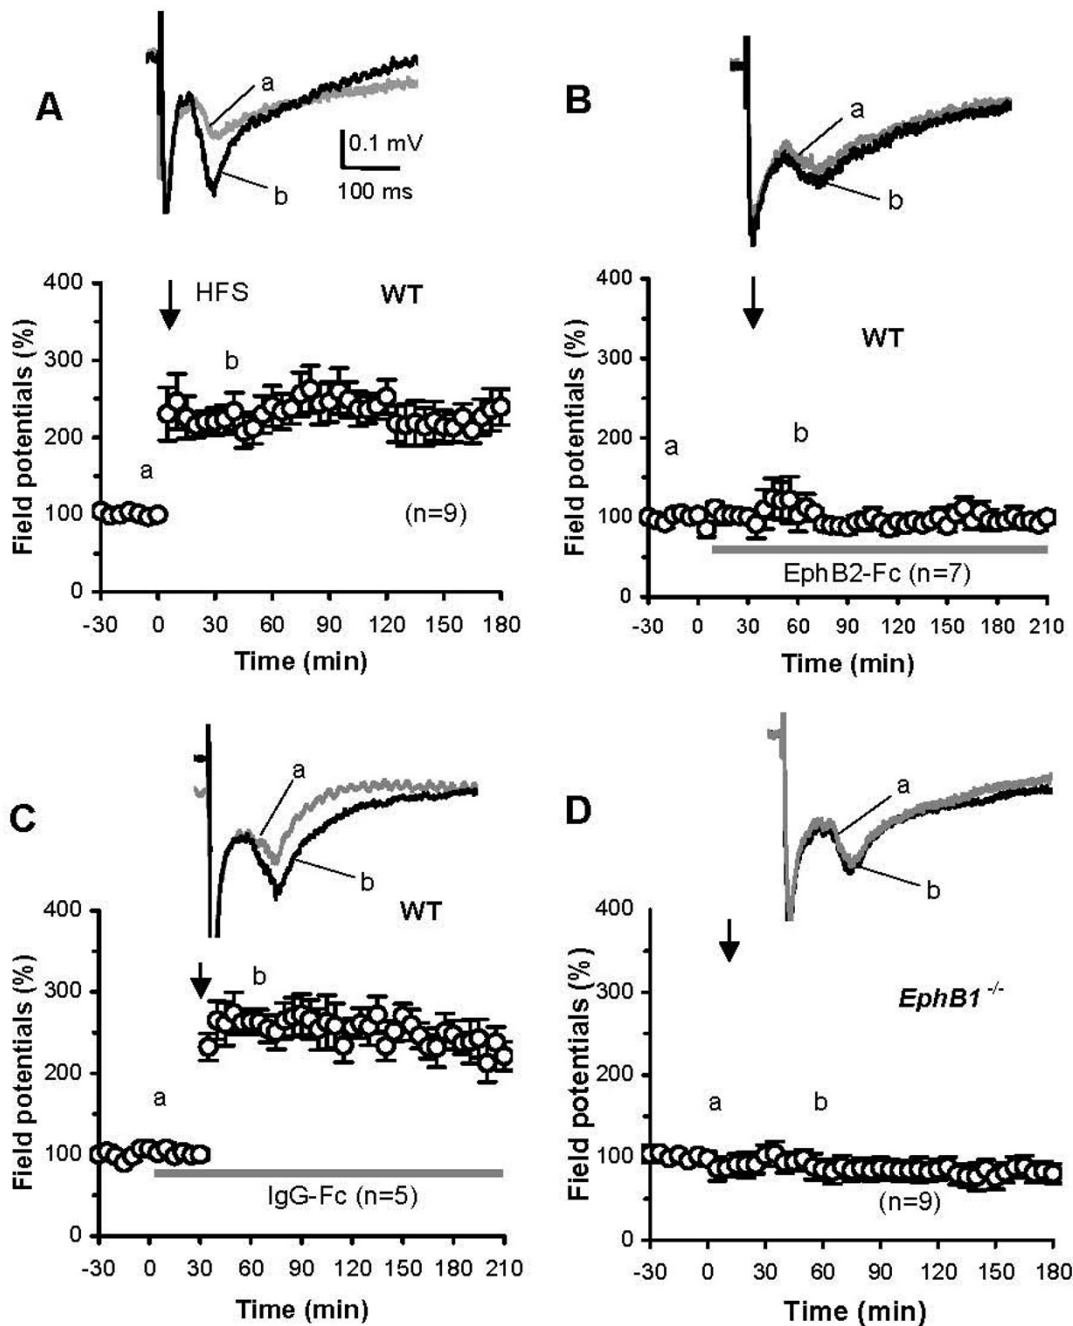 A
a
0.1 mV
100 ms
b
Field potentials (%)
400
300
200
100
0
HFS
WT
b
a
(n=9)
-30 0 30 60 90 120 150 180
Time (min)
B
a
b
Field potentials (%)
400
300
200
100
0
WT
a
b
EphB2-Fc (n=7)
-30 0 30 60 90 120 150 180 210
Time (min)
C
a
b
WT
Field potentials (%)
400
300
200
100
0
b
a
IgG-Fc (n=5)
-30 0 30 60 90 120 150 180 210
Time (min)
D
a
b
Field potentials (%)
400
300
200
100
0
EphB1 -/-
a
b
(n=9)
-30 0 30 60 90 120 150 180
Time (min)